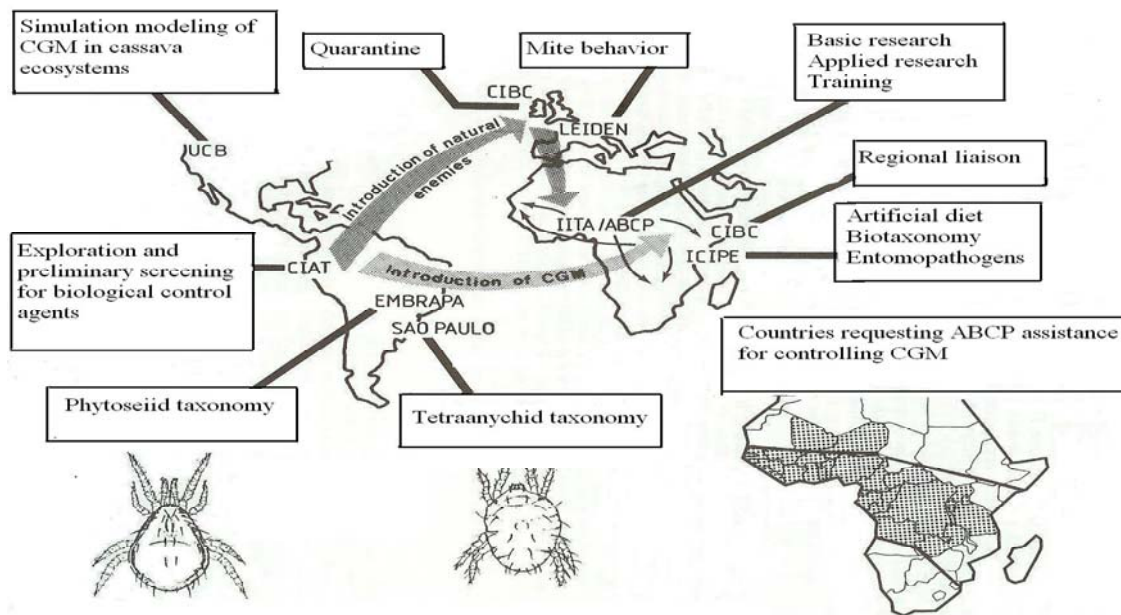 Simulation modeling of
CGM in cassava
ecosystems
Quarantine
Mite behavior
Basic research
Applied research
Training
CIBC
LEIDEN
UCB
Introduction of natural
enemies
Regional liaison
IITA/ABCP
CIBC
Artificial diet
Biotaxonomy
Entomopathogens
ICIPE
Exploration and
preliminary screening
for biological control
agents
CIAT
Introduction of CGM
EMBRAPA
SAO PAULO
Countries requesting ABCP assistance
for controlling CGM
Phytoseiid taxonomy
Tetraanychid taxonomy